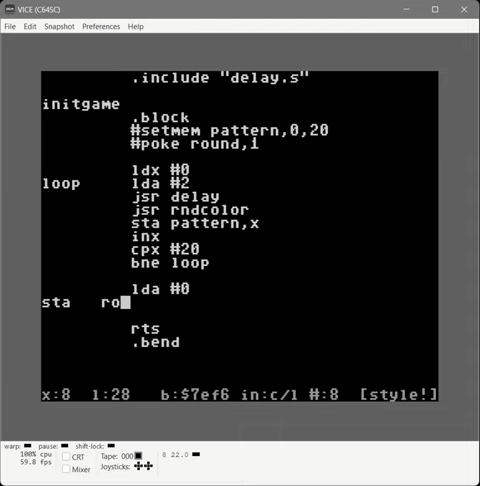 VICE (C64SC)
File Edit Snapshot Preferences Help
.include "delay.s"
initgame
.block
#setmem pattern,0,20
#poke round,1
ldx #0
loop lda #2
jsr delay
jsr rndcolor
sta pattern,x
inx
cpx #20
bne loop
lda #0
sta ro
rts
.bend
x:8 l:28 b:$7ef6 in:c/l #:8 [style!]
warp: pause: shift-lock:
100% cpu
59.8 fps
CRT
Mixer
Tape: 000
Joysticks:
8 22.0